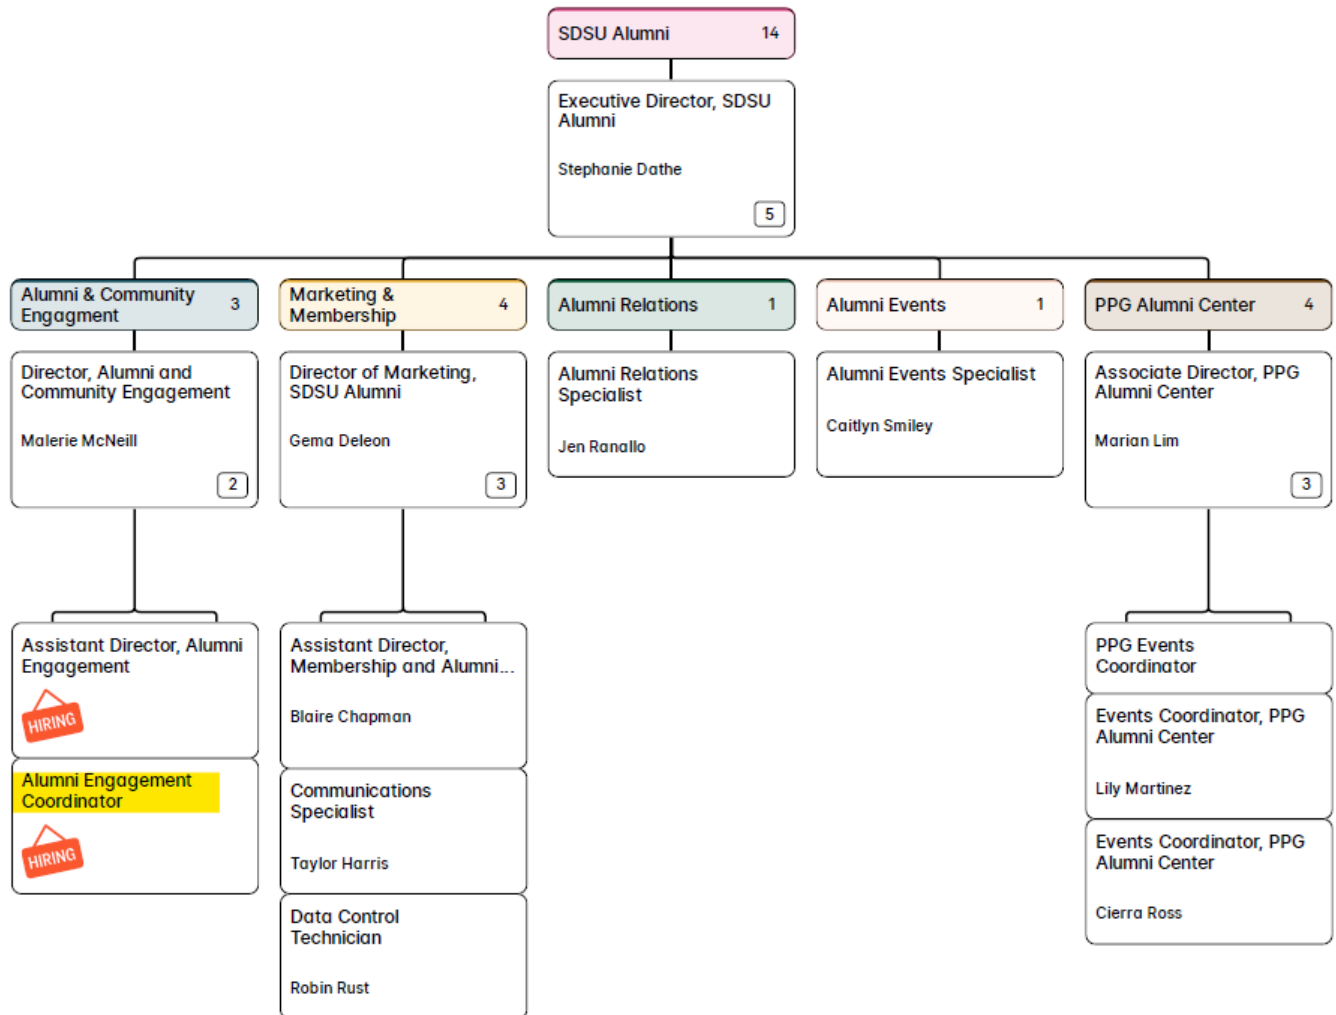 SDSU Alumni 14
Executive Director, SDSU
Alumni
Stephanie Dathe
5
Alumni & Community
Engagment
3
Marketing &
Membership
4
Alumni Relations 1
Alumni Events 1
PPG Alumni Center 4
Director, Alumni and
Community Engagement
Malerie McNeill
2
Director of Marketing,
SDSU Alumni
Gema Deleon
3
Alumni Relations
Specialist
Jen Ranallo
Alumni Events Specialist
Caitlyn Smiley
Associate Director, PPG
Alumni Center
Marian Lim
3
Assistant Director, Alumni
Engagement
HIRING
Alumni Engagement
Coordinator
HIRING
Assistant Director,
Membership and Alumni...
Blaire Chapman
Communications
Specialist
Taylor Harris
Data Control
Technician
Robin Rust
PPG Events
Coordinator
Events Coordinator, PPG
Alumni Center
Lily Martinez
Events Coordinator, PPG
Alumni Center
Cierra Ross